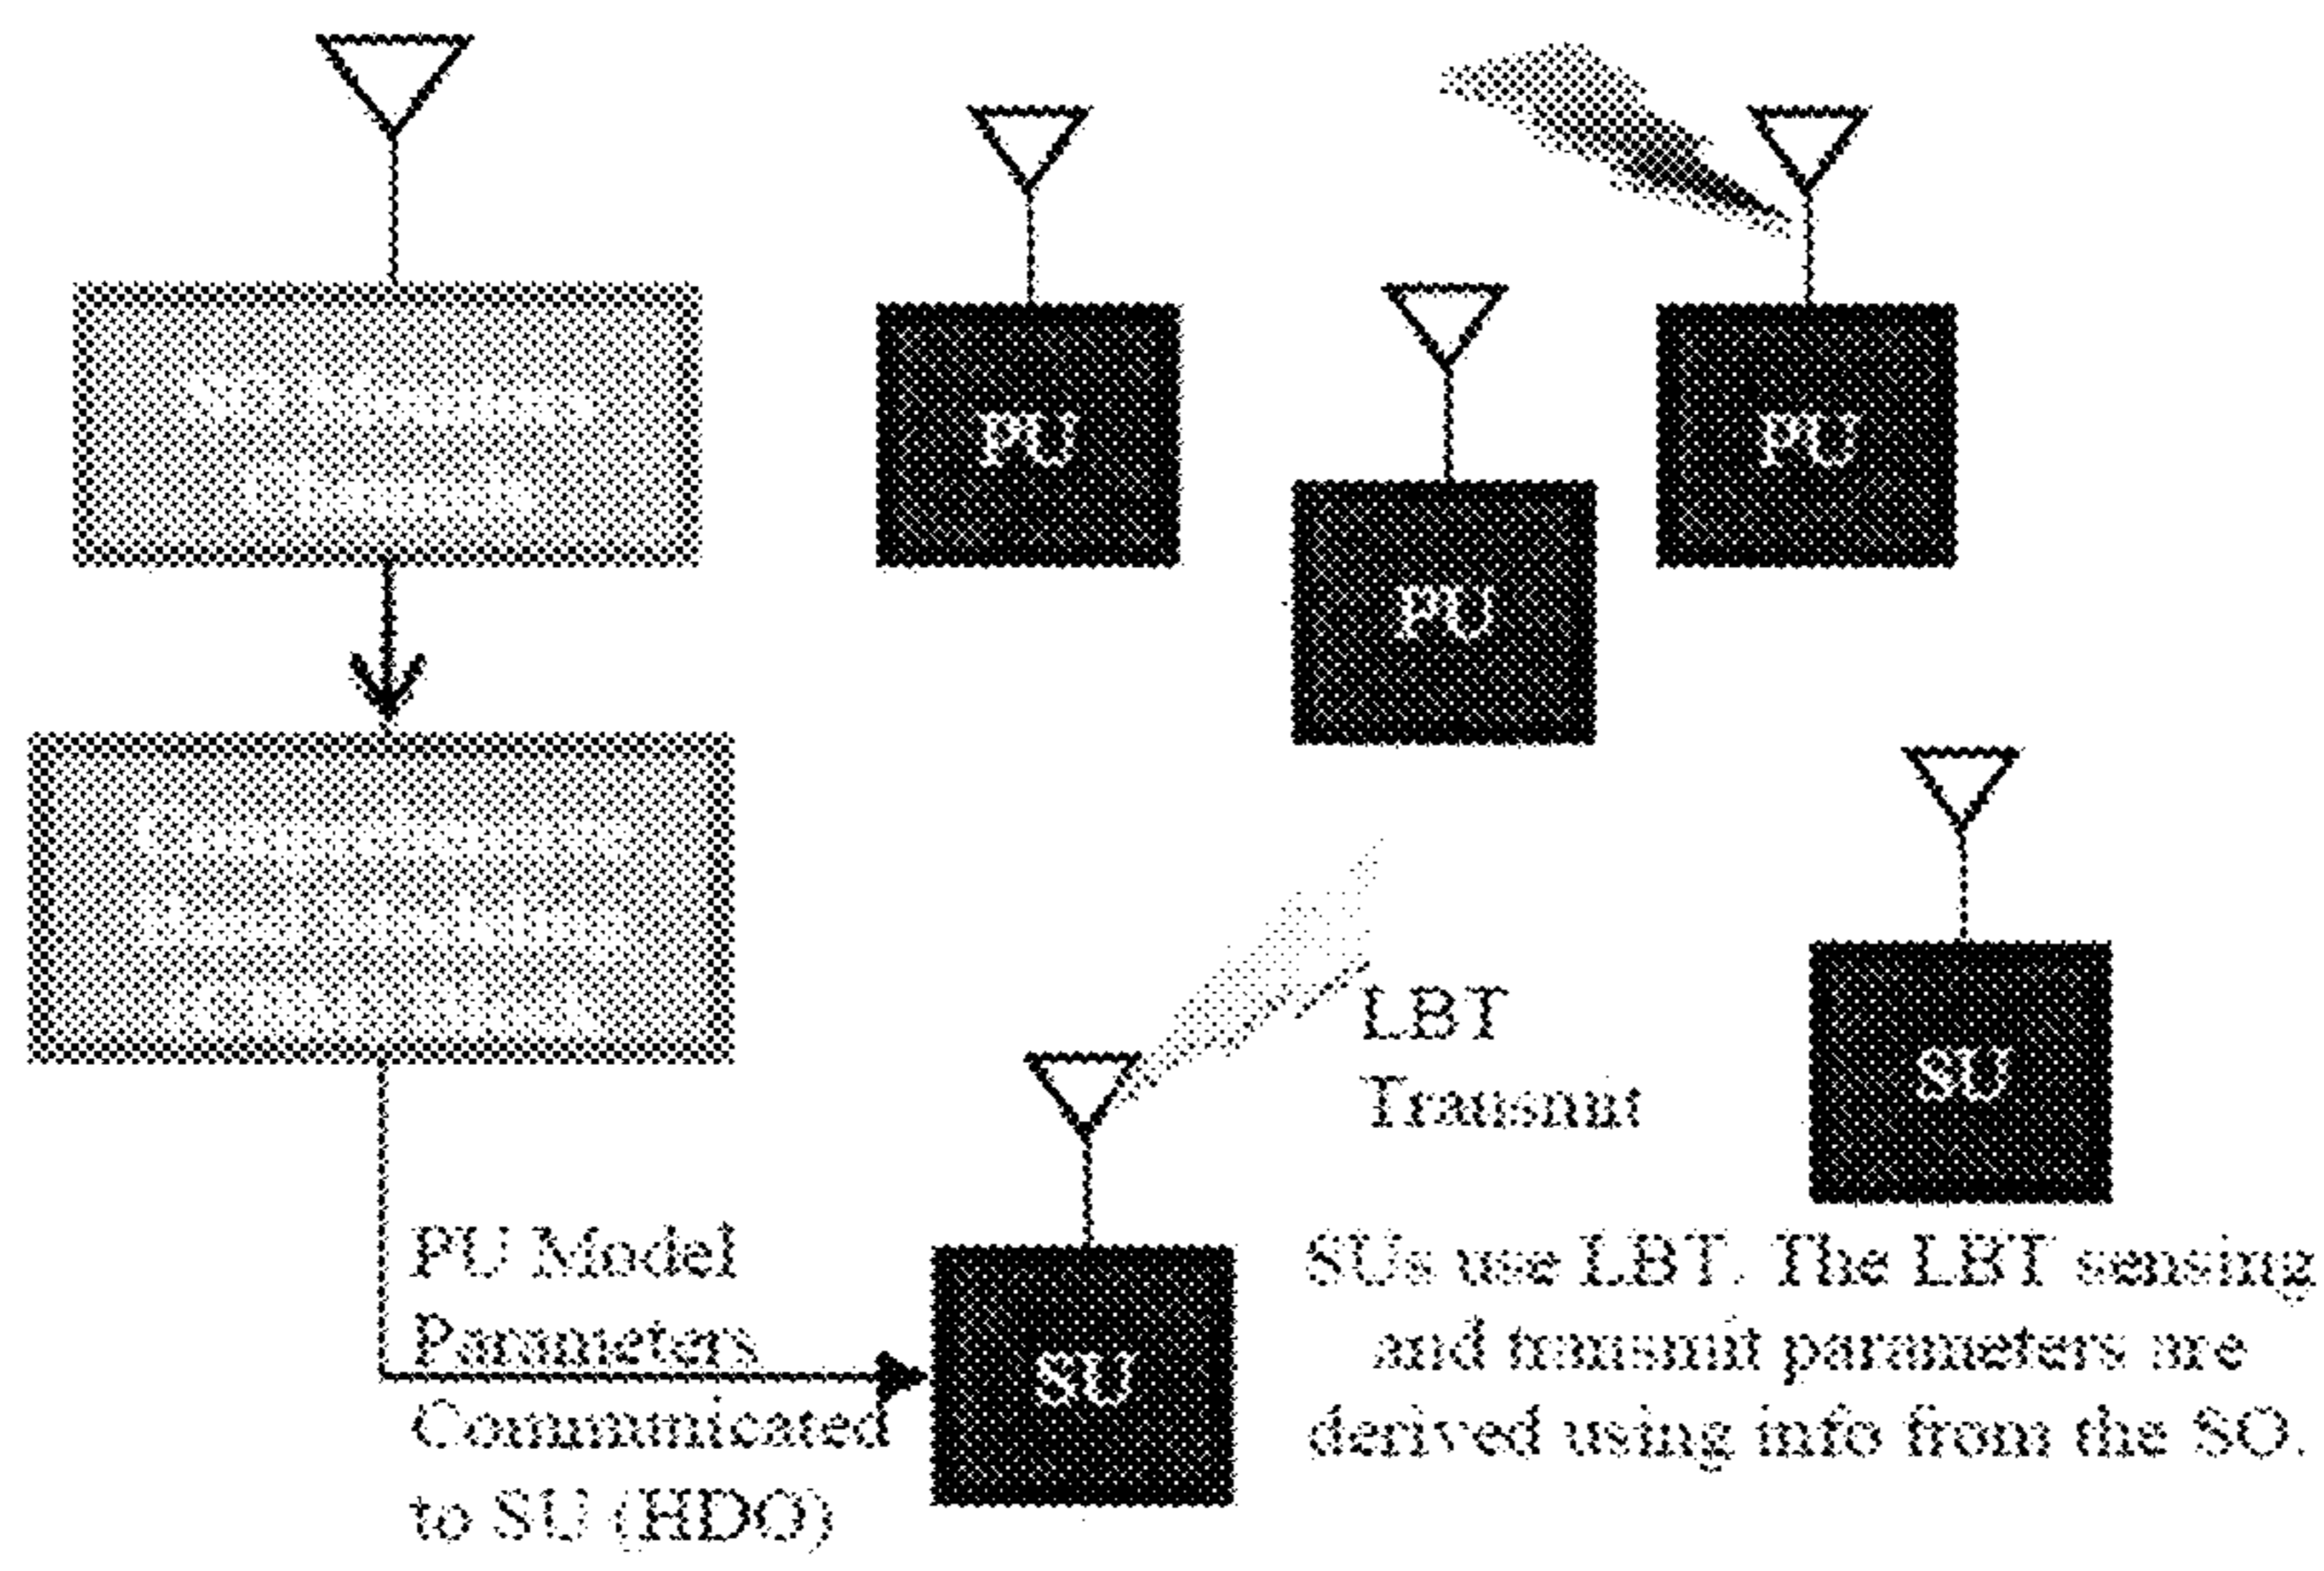 PU
PU
PU
LBT
Transmit
SU
PU Model
Parameters
Communicated
to SU (HDO)
SU
SUs use LBT. The LBT sensing
and transmit parameters are
derived using info from the SO.